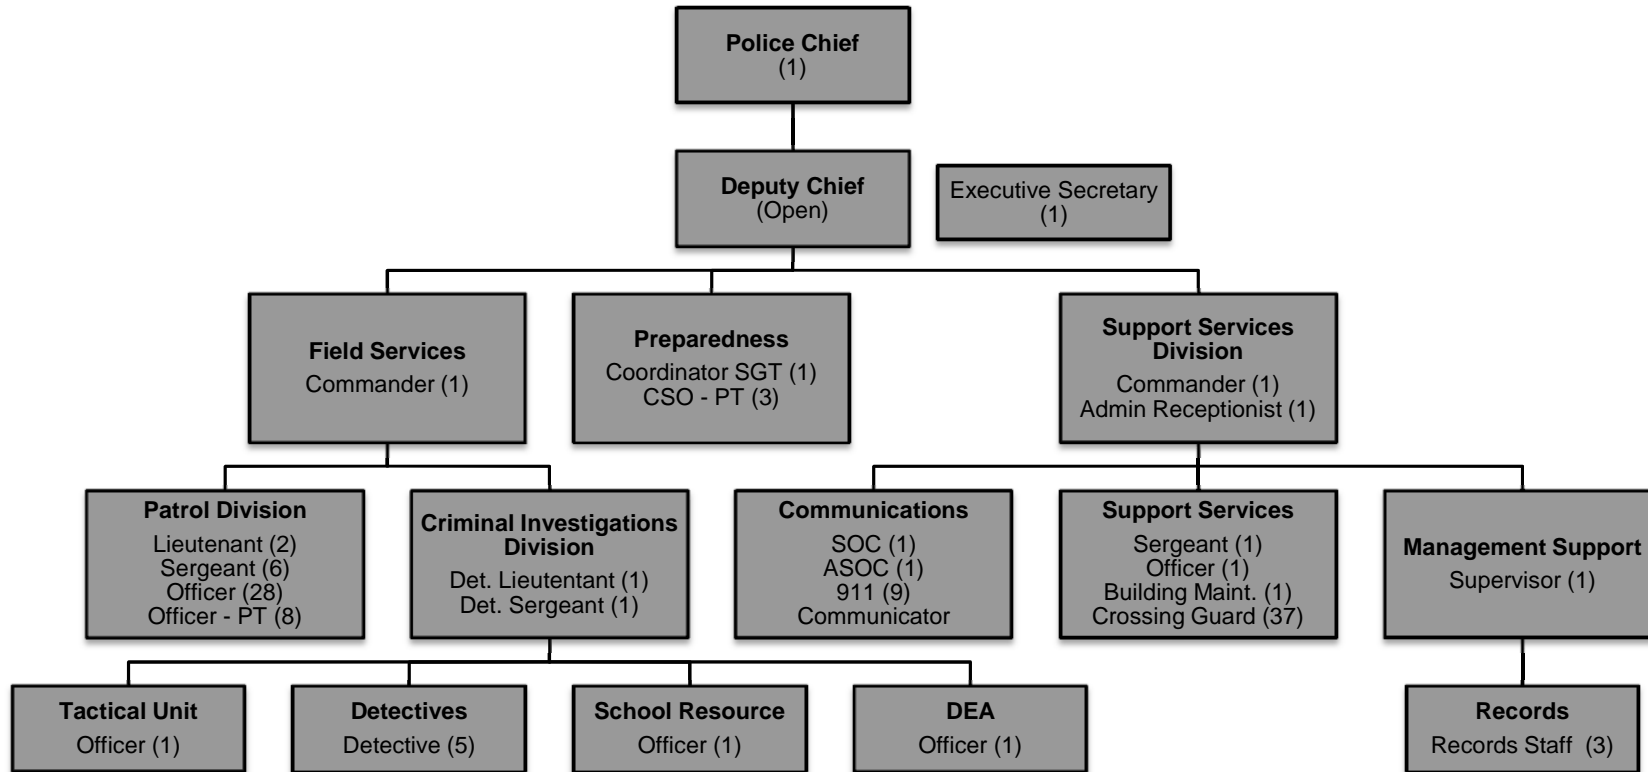 Police Chief
(1)
Deputy Chief
(Open)
Executive Secretary
(1)
Field Services
Commander (1)
Preparedness
Coordinator SGT (1)
CSO - PT (3)
Support Services
Division
Commander (1)
Admin Receptionist (1)
Patrol Division
Lieutenant (2)
Sergeant (6)
Officer (28)
Officer - PT (8)
Criminal Investigations
Division
Det. Lieutentant (1)
Det. Sergeant (1)
Communications
SOC (1)
ASOC (1)
911 (9)
Communicator
Support Services
Sergeant (1)
Officer (1)
Building Maint. (1)
Crossing Guard (37)
Management Support
Supervisor (1)
Tactical Unit
Officer (1)
Detectives
Detective (5)
School Resource
Officer (1)
DEA
Officer (1)
Records
Records Staff (3)